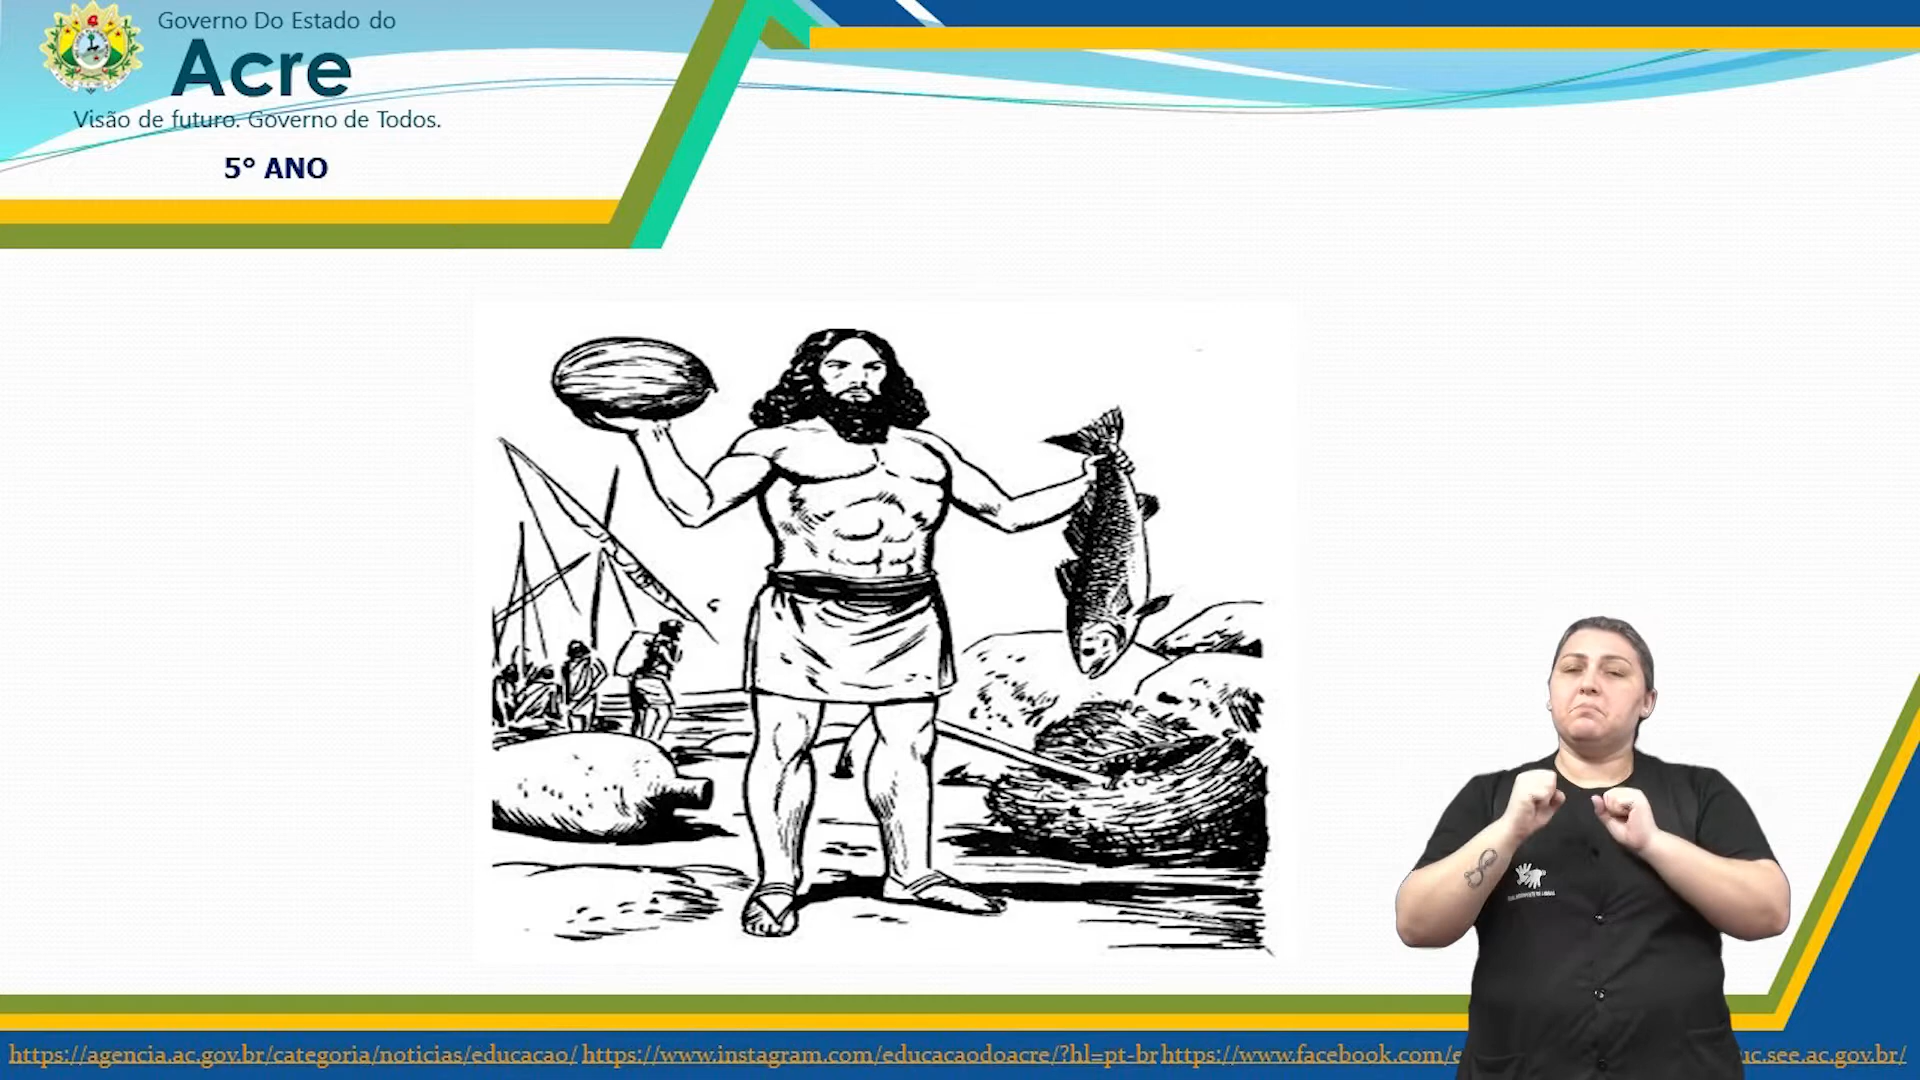 Governo Do Estado do
Acre
Visão de futuro. Governo de Todos.
5° ANO
https://agencia.ac.gov.br/categoria/noticias/educacao/ https://www.instagram.com/educacaodoacre/?hl=pt-br https://www.facebook.com/e uc.see.ac.gov.br/